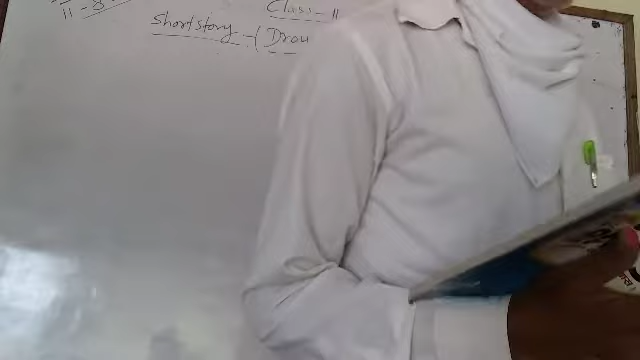 Class - 11
11 - 8
Short story - ( Drou